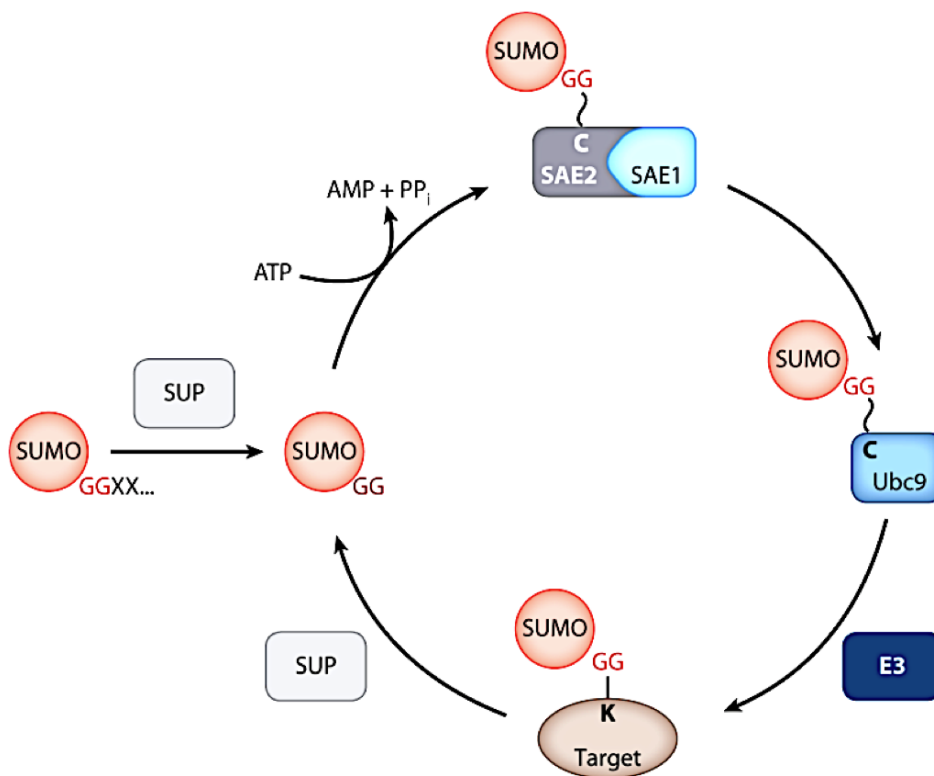 SUMO
GG
C
SAE2
SAE1
AMP + PPi
ATP
SUMO
GG
C
Ubc9
SUP
SUMO
GGXX...
SUMO
GG
E3
SUMO
GG
K
Target
SUP